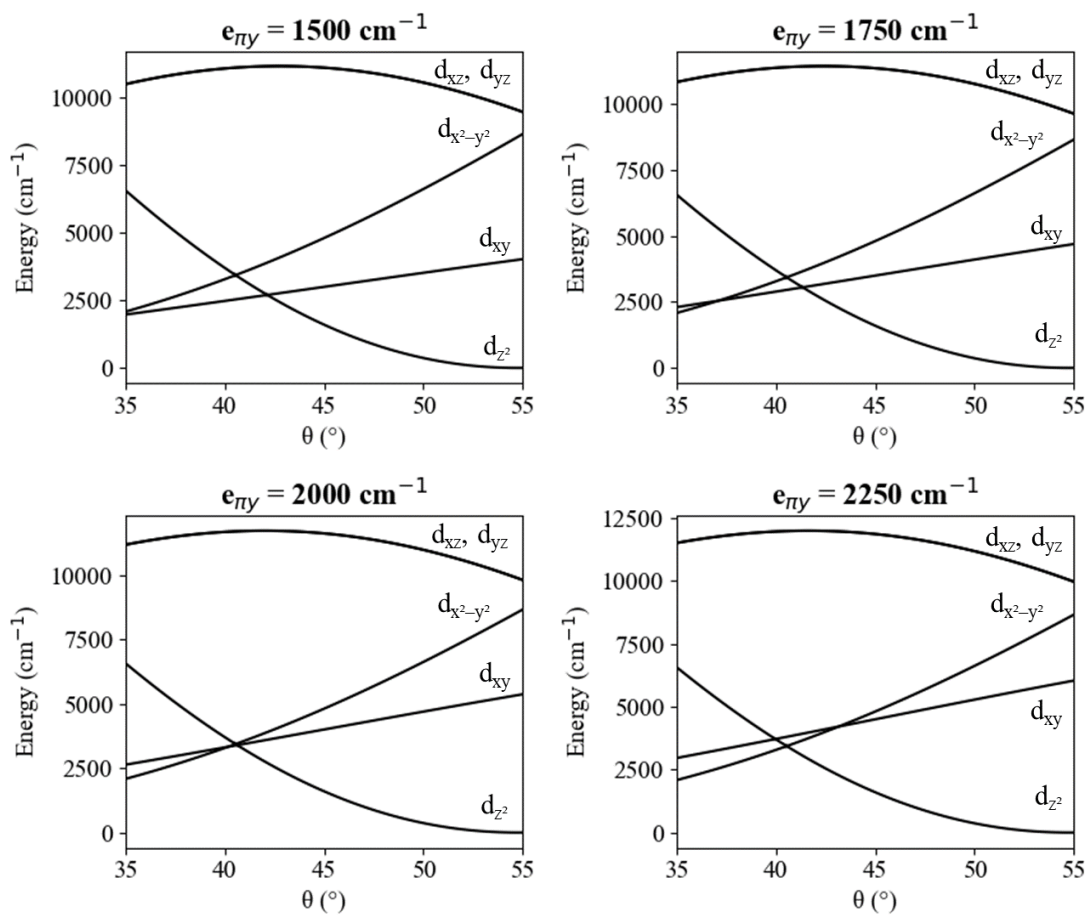 e_πy = 1500 cm⁻¹
Energy (cm⁻¹)
10000
7500
5000
2500
0
d_xz, d_yz
d_x²–y²
d_xy
d_z²
35 40 45 50 55
θ (°)
e_πy = 1750 cm⁻¹
Energy (cm⁻¹)
10000
7500
5000
2500
0
d_xz, d_yz
d_x²–y²
d_xy
d_z²
35 40 45 50 55
θ (°)
e_πy = 2000 cm⁻¹
Energy (cm⁻¹)
10000
7500
5000
2500
0
d_xz, d_yz
d_x²–y²
d_xy
d_z²
35 40 45 50 55
θ (°)
e_πy = 2250 cm⁻¹
Energy (cm⁻¹)
12500
10000
7500
5000
2500
0
d_xz, d_yz
d_x²–y²
d_xy
d_z²
35 40 45 50 55
θ (°)